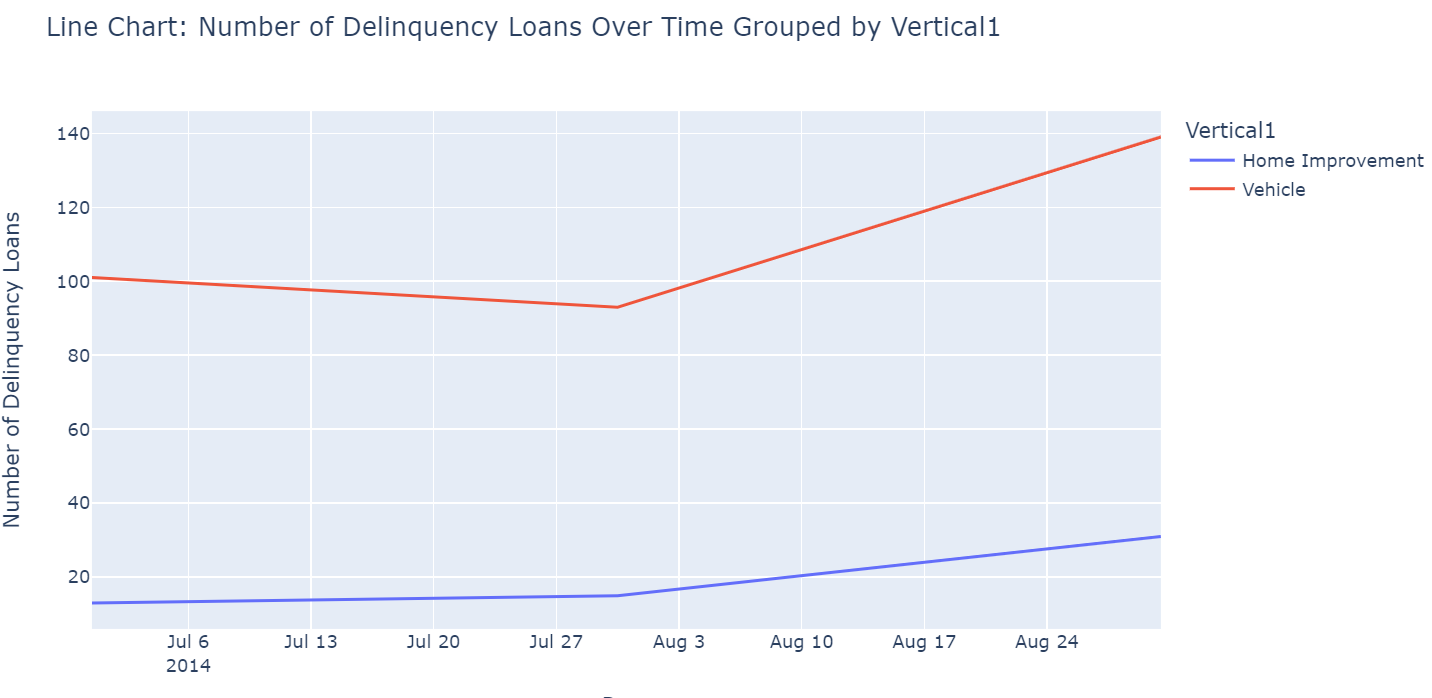 Line Chart: Number of Delinquency Loans Over Time Grouped by Vertical1
Number of Delinquency Loans
140
120
100
80
60
40
20
Jul 6
2014
Jul 13
Jul 20
Jul 27
Aug 3
Aug 10
Aug 17
Aug 24
Vertical1
Home Improvement
Vehicle